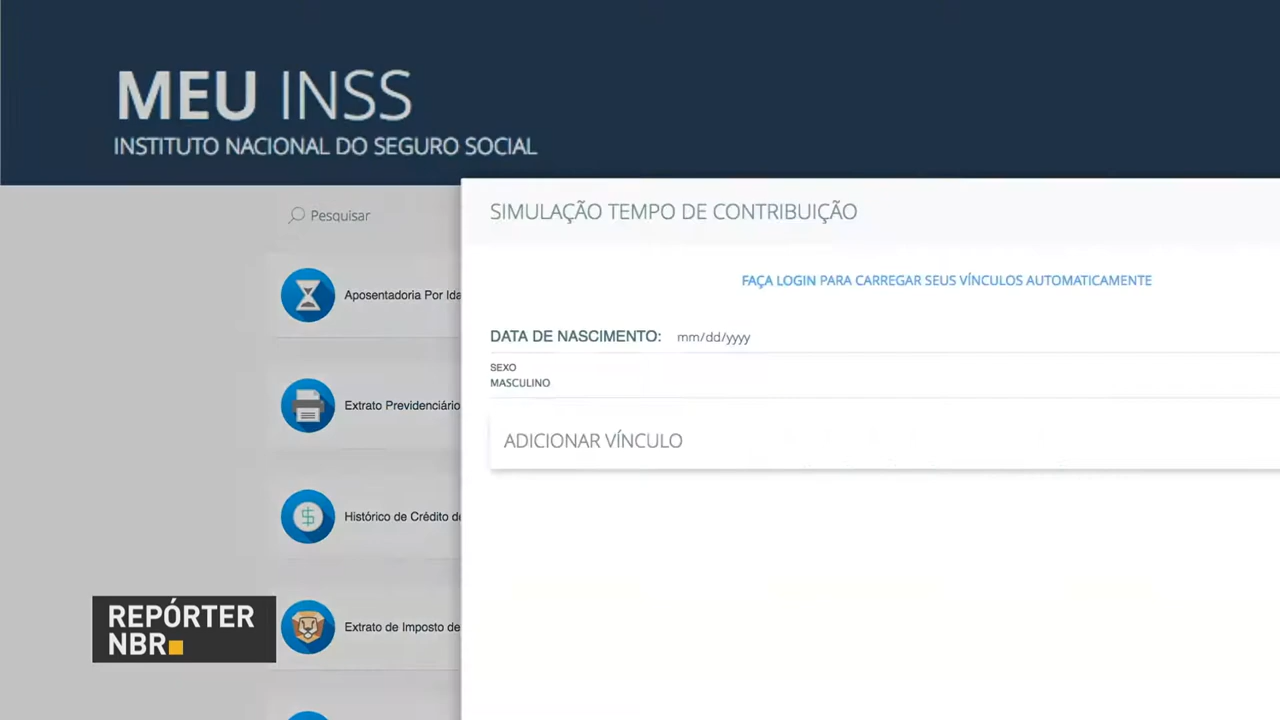 MEU INSS
INSTITUTO NACIONAL DO SEGURO SOCIAL
Pesquisar
Aposentadoria Por
Extrato Previdenciário
Histórico de Crédito
Extrato de Imposto de
SIMULAÇÃO TEMPO DE CONTRIBUIÇÃO
FAÇA LOGIN PARA CARREGAR SEUS VÍNCULOS AUTOMATICAMENTE
DATA DE NASCIMENTO: mm/dd/yyyy
SEXO
MASCULINO
ADICIONAR VÍNCULO
REPÓRTER
NBR